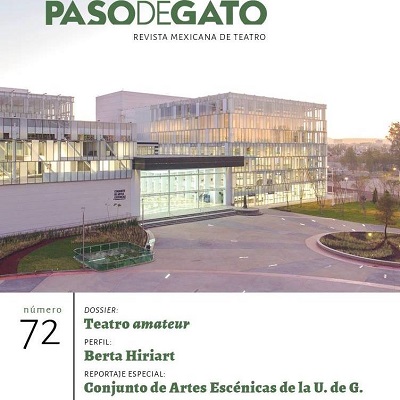 PASODEGATO
REVISTA MEXICANA DE TEATRO
número
72
DOSSIER:
Teatro amateur
PERFIL:
Berta Hiriart
REPORTAJE ESPECIAL:
Conjunto de Artes Escénicas de la U. de G.